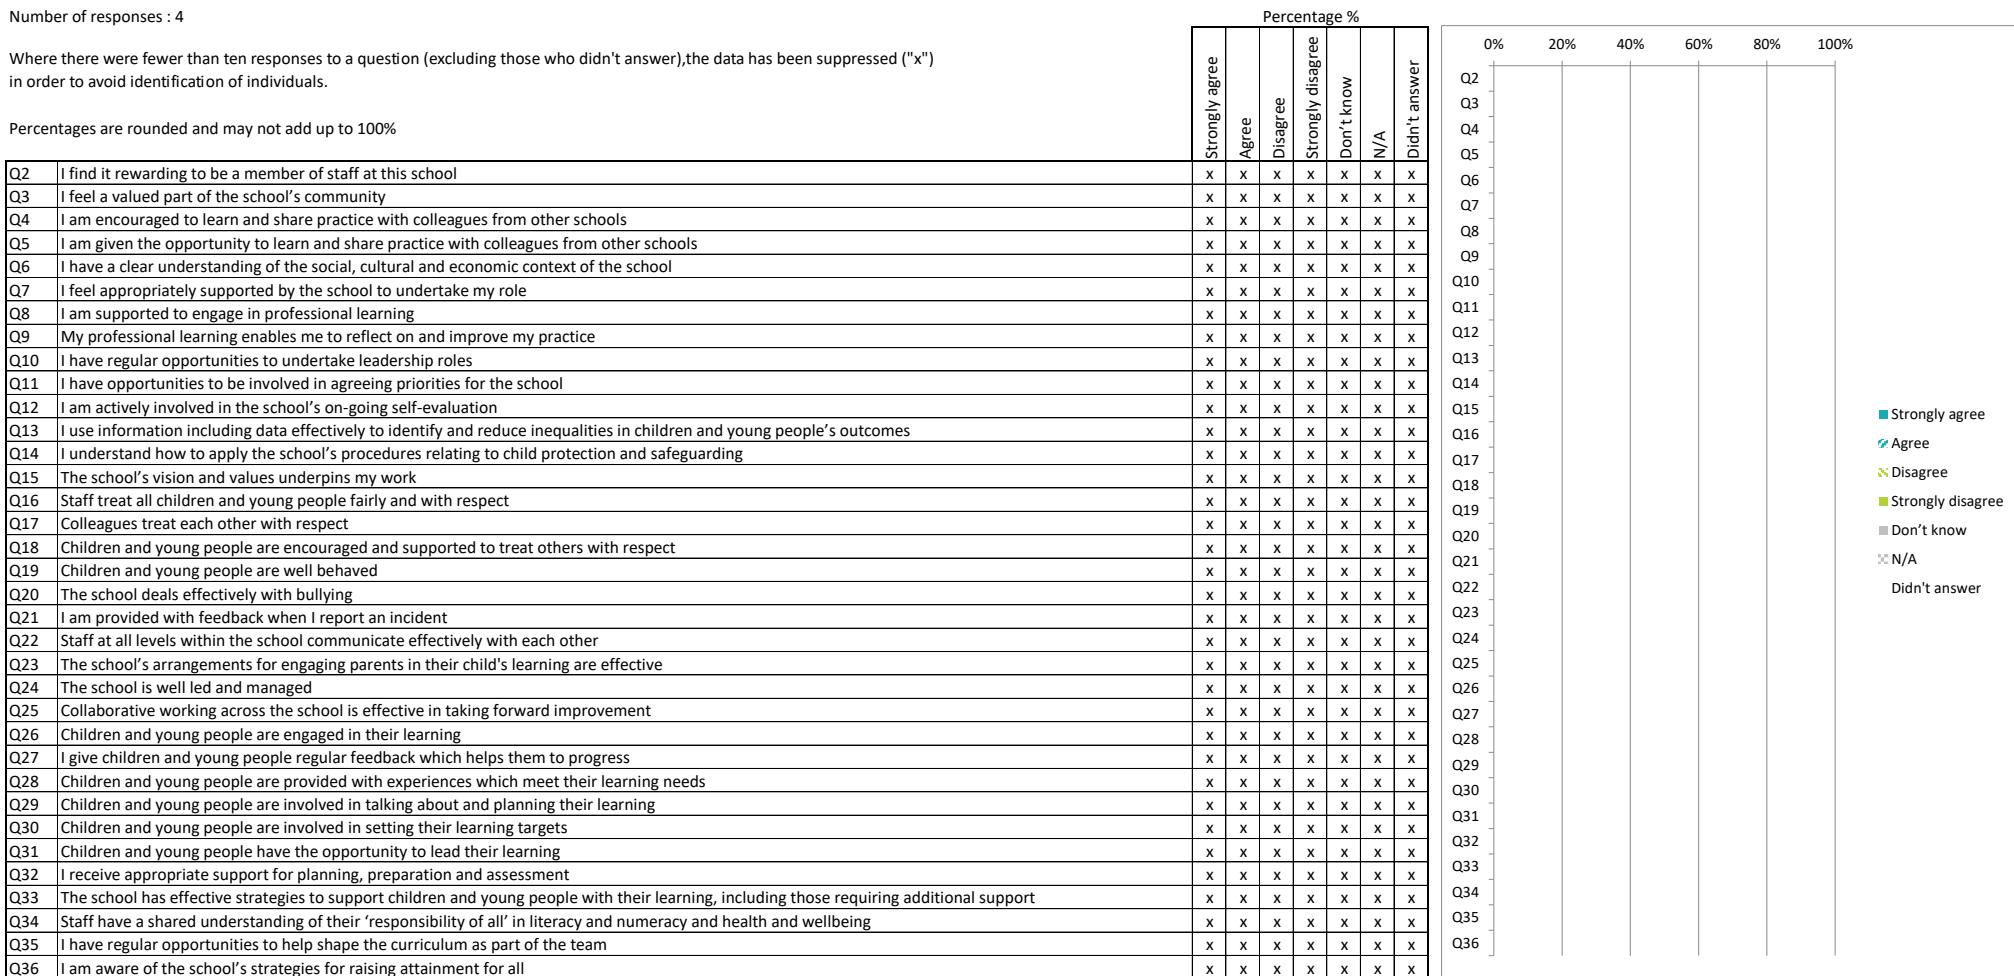 Number of responses : 4
Percentage %
Where there were fewer than ten responses to a question (excluding those who didn't answer),the data has been suppressed ("x")
in order to avoid identification of individuals.
Percentages are rounded and may not add up to 100%
Strongly agree
Agree
Disagree
Strongly disagree
Don't know
N/A
Didn't answer
Q2 I find it rewarding to be a member of staff at this school x x x x x x x
Q3 I feel a valued part of the school’s community x x x x x x x
Q4 I am encouraged to learn and share practice with colleagues from other schools x x x x x x x
Q5 I am given the opportunity to learn and share practice with colleagues from other schools x x x x x x x
Q6 I have a clear understanding of the social, cultural and economic context of the school x x x x x x x
Q7 I feel appropriately supported by the school to undertake my role x x x x x x x
Q8 I am supported to engage in professional learning x x x x x x x
Q9 My professional learning enables me to reflect on and improve my practice x x x x x x x
Q10 I have regular opportunities to undertake leadership roles x x x x x x x
Q11 I have opportunities to be involved in agreeing priorities for the school x x x x x x x
Q12 I am actively involved in the school’s on-going self-evaluation x x x x x x x
Q13 I use information including data effectively to identify and reduce inequalities in children and young people’s outcomes x x x x x x x
Q14 I understand how to apply the school’s procedures relating to child protection and safeguarding x x x x x x x
Q15 The school’s vision and values underpins my work x x x x x x x
Q16 Staff treat all children and young people fairly and with respect x x x x x x x
Q17 Colleagues treat each other with respect x x x x x x x
Q18 Children and young people are encouraged and supported to treat others with respect x x x x x x x
Q19 Children and young people are well behaved x x x x x x x
Q20 The school deals effectively with bullying x x x x x x x
Q21 I am provided with feedback when I report an incident x x x x x x x
Q22 Staff at all levels within the school communicate effectively with each other x x x x x x x
Q23 The school’s arrangements for engaging parents in their child's learning are effective x x x x x x x
Q24 The school is well led and managed x x x x x x x
Q25 Collaborative working across the school is effective in taking forward improvement x x x x x x x
Q26 Children and young people are engaged in their learning x x x x x x x
Q27 I give children and young people regular feedback which helps them to progress x x x x x x x
Q28 Children and young people are provided with experiences which meet their learning needs x x x x x x x
Q29 Children and young people are involved in talking about and planning their learning x x x x x x x
Q30 Children and young people are involved in setting their learning targets x x x x x x x
Q31 Children and young people have the opportunity to lead their learning x x x x x x x
Q32 I receive appropriate support for planning, preparation and assessment x x x x x x x
Q33 The school has effective strategies to support children and young people with their learning, including those requiring additional support x x x x x x x
Q34 Staff have a shared understanding of their ‘responsibility of all’ in literacy and numeracy and health and wellbeing x x x x x x x
Q35 I have regular opportunities to help shape the curriculum as part of the team x x x x x x x
Q36 I am aware of the school’s strategies for raising attainment for all x x x x x x x
0% 20% 40% 60% 80% 100%
Q2
Q3
Q4
Q5
Q6
Q7
Q8
Q9
Q10
Q11
Q12
Q13
Q14
Q15
Q16
Q17
Q18
Q19
Q20
Q21
Q22
Q23
Q24
Q25
Q26
Q27
Q28
Q29
Q30
Q31
Q32
Q33
Q34
Q35
Q36
Strongly agree
Agree
Disagree
Strongly disagree
Don’t know
N/A
Didn't answer